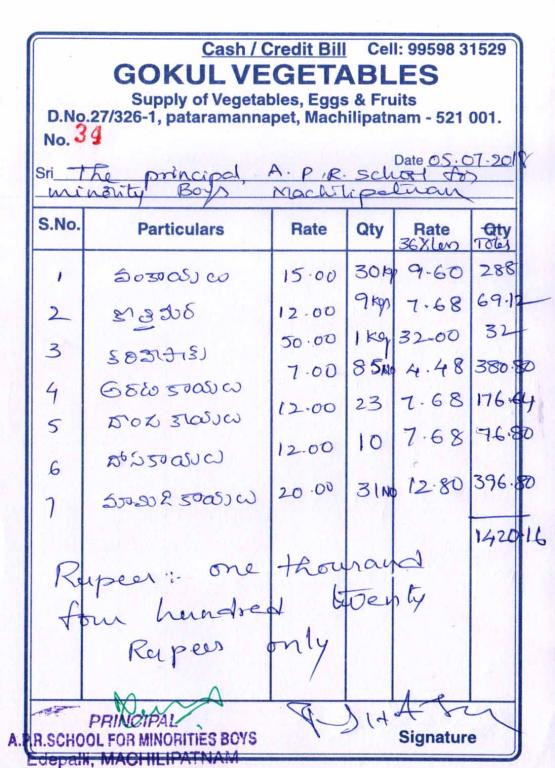 Cash / Credit Bill Cell: 99598 31529
GOKUL VEGETABLES
Supply of Vegetables, Eggs & Fruits
D.No.27/326-1, pataramannapet, Machilipatnam - 521 001.
No. 34
Date 05.07.2018
Sri The principal, A. P. R. school for
minority Boys Machilipatnam
S.No. Particulars Rate Qty Rate Qty
36% Less Total
1 వంకాయలు 15.00 30kg 9.60 288
2 కొత్తిమీర 12.00 9kgs 7.68 69.12
3 కరివేపాకు 50.00 1kg 32.00 32
4 అరటి కాయలు 7.00 85No 4.48 380.80
5 దొండ కాయలు 12.00 23 7.68 176.64
6 దోసకాయలు 12.00 10 7.68 76.80
7 మామిడి కాయలు 20.00 31No 12.80 396.80
1420.16
Rupees :- one thousand
four hundred twenty
Rupees only
PRINCIPAL
A.P.R.SCHOOL FOR MINORITIES BOYS
Edepalli, MACHILIPATNAM
Signature